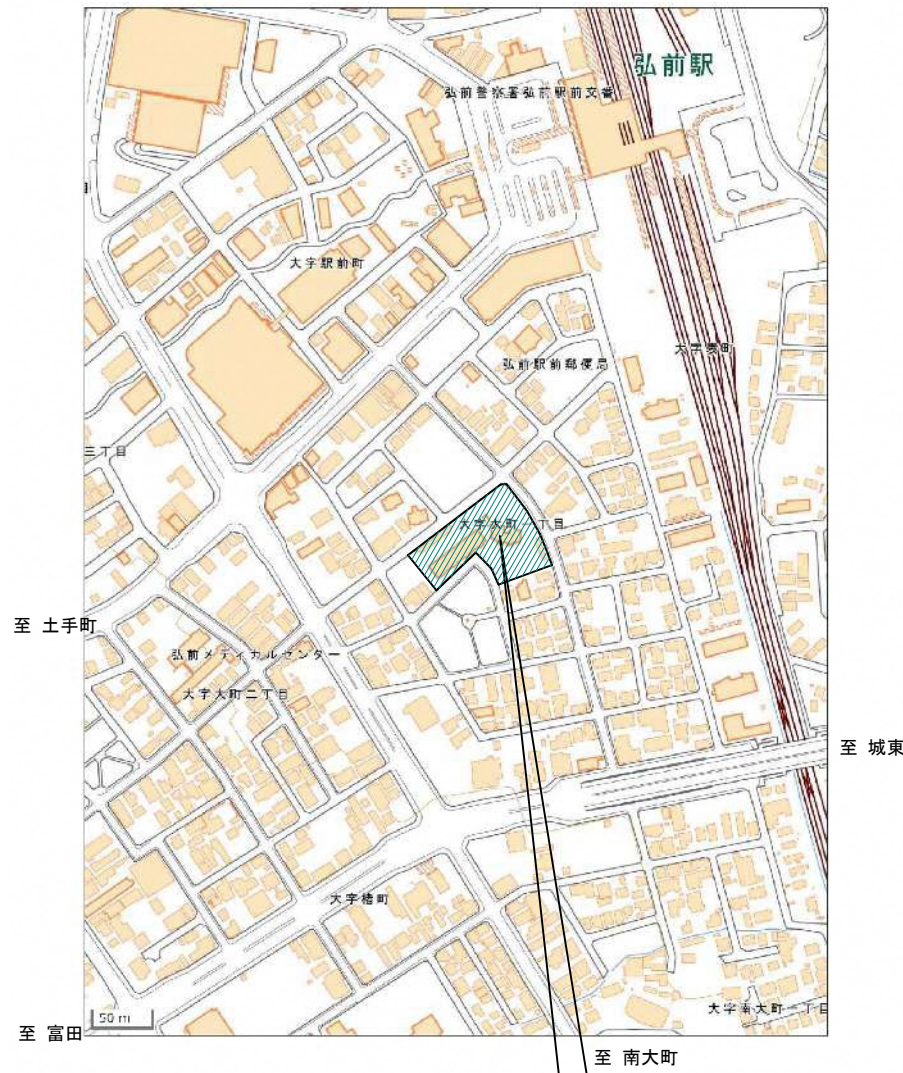 弘前駅
弘前警察署弘前駅前交番
大字駅前町
大字表町
弘前駅前郵便局
三丁目
大字大町一丁目
至 土手町
弘前メディカルセンター
大字大町二丁目
至 城東
大字楮町
大字南大町一丁目
50 m
至 富田
至 南大町